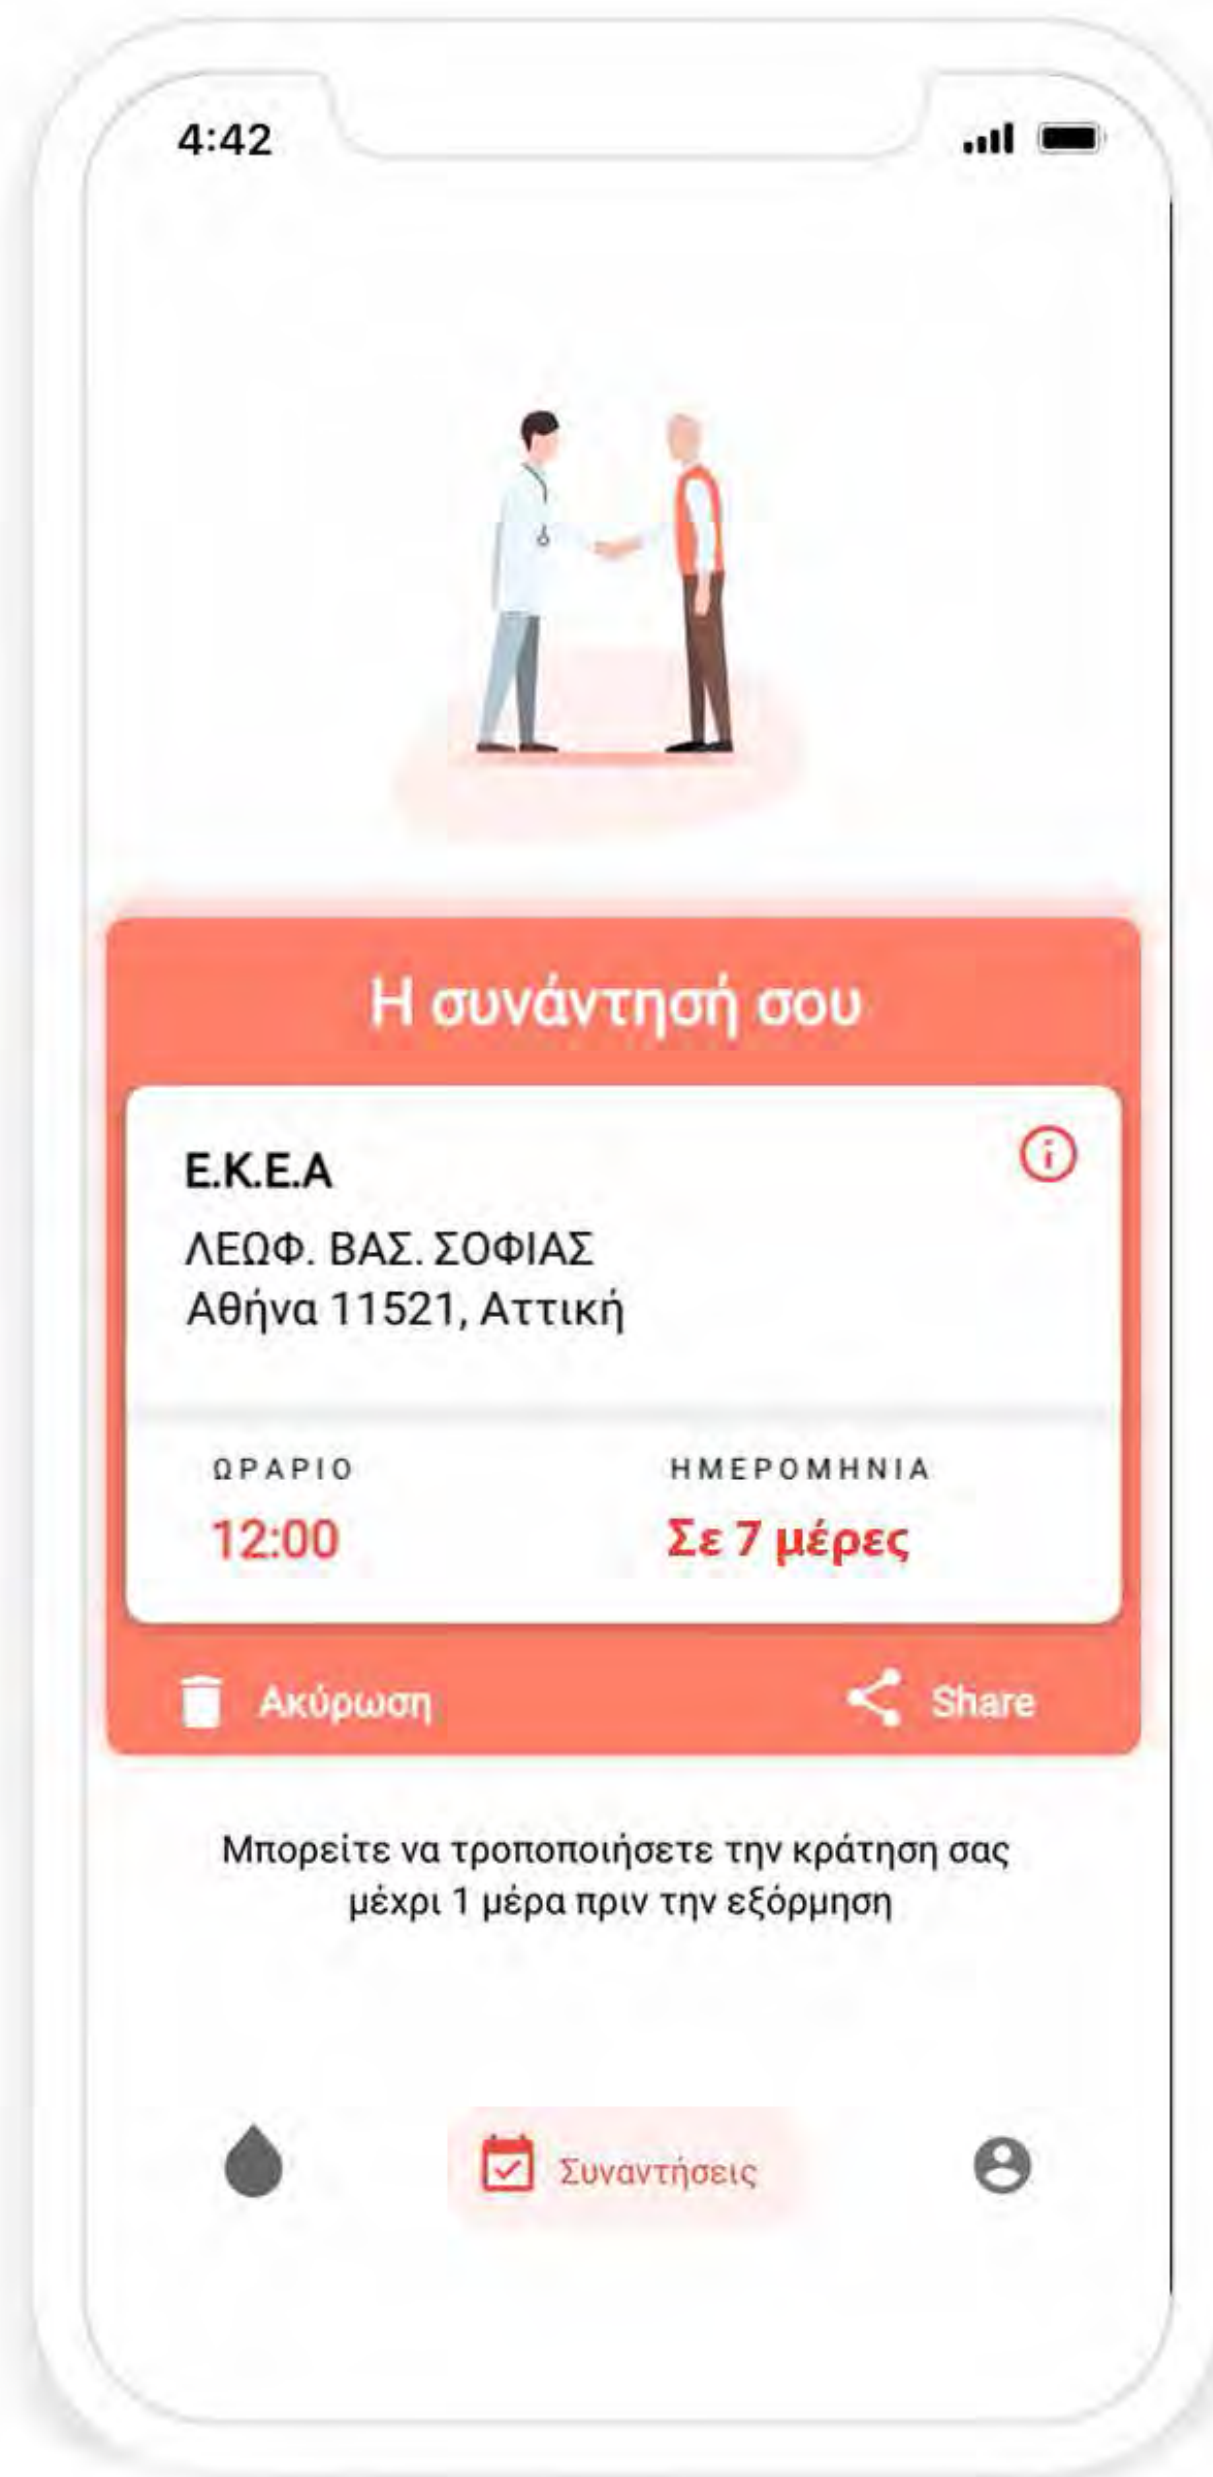 4:42
Η συνάντησή σου
Ε.Κ.Ε.Α
ΛΕΩΦ. ΒΑΣ. ΣΟΦΙΑΣ
Αθήνα 11521, Αττική
ΩΡΑΡΙΟ
ΗΜΕΡΟΜΗΝΙΑ
12:00
Σε 7 μέρες
Ακύρωση
Share
Μπορείτε να τροποποιήσετε την κράτηση σας
μέχρι 1 μέρα πριν την εξόρμηση
Συναντήσεις